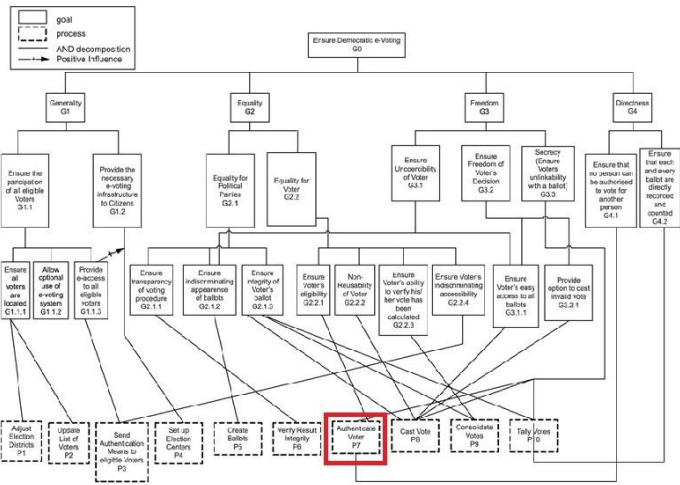 goal
process
AND decomposition
Positive Influence
Ensure Democratic e-Voting
G0
Generality
G1
Equality
G2
Freedom
G3
Directness
G4
Ensure the
participation of all eligible
Voters
G1.1
Provide the
necessary
e-voting
infrastructure
to Citizens
G1.2
Equality for
Political
Parties
G2.1
Equality for
Voter
G2.2
Ensure
Uncoercibility
of Voter
G3.1
Ensure
Freedom of
Voter's
Decision
G3.2
Secrecy
(Ensure
Voters
unlinkability
with a ballot)
G3.3
Ensure that
no person can
be authorised
to vote for
another
person
G4.1
Ensure
that each
and every
ballot are
directly
recorded
and
counted
G4.2
Ensure
all
voters
are
located
G1.1.1
Allow
optional
use of
e-voting
system
G1.1.2
Provide
e-access
to all
eligible
voters
G1.1.3
Ensure
transparency
of voting
procedure
G2.1.1
Ensure
indiscriminating
appearance
of ballots
G2.1.2
Ensure
integrity of
Voter's
ballot
G2.1.3
Ensure
Voter's
eligibility
G2.2.1
Non-
Reusability
of Voter
G2.2.2
Ensure
Voter's ability
to verify his/
her vote has
been
calculated
G2.2.3
Ensure Voter's
indiscriminating
accessibility
G2.2.4
Ensure
Voter's easy
access to all
ballots
G3.1.1
Provide
option to cast
invalid vote
G3.2.1
Adjust
Election
Districts
P1
Update
List of
Voters
P2
Send
Authentication
Means to
eligible Voters
P3
Set up
Election
Centers
P4
Create
Ballots
P5
Verify Result
Integrity
P6
Authenticate
Voter
P7
Cast Vote
P8
Consolidate
Votes
P9
Tally Votes
P10